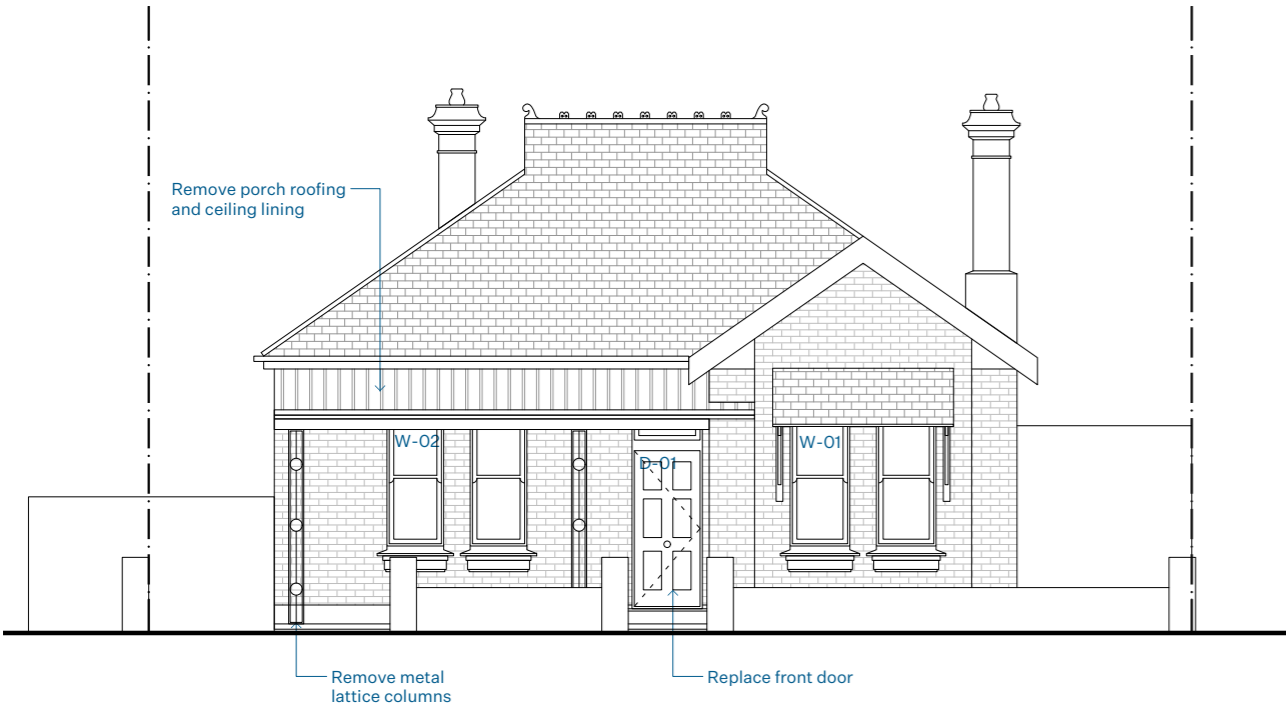 Remove porch roofing
and ceiling lining
W-02
D-01
W-01
Remove metal
lattice columns
Replace front door